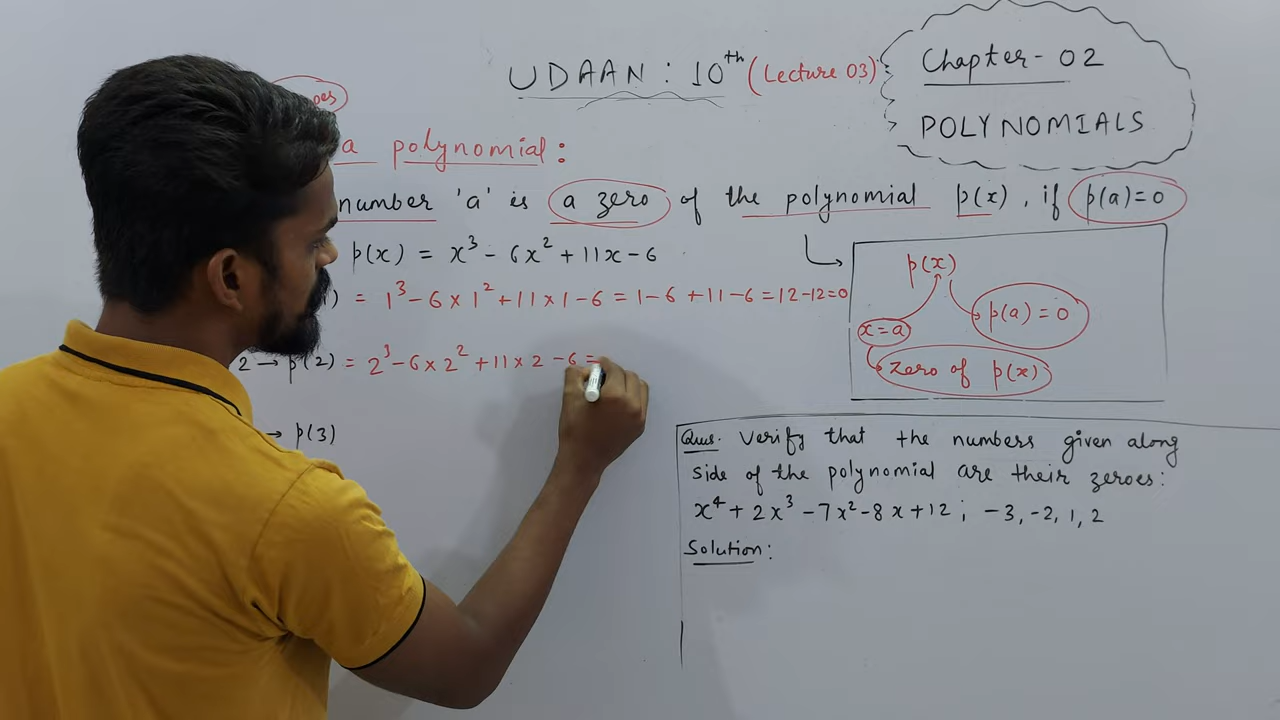 UDAAN : 10th (Lecture 03)
Chapter- 02
POLYNOMIALS
a polynomial :
number 'a' is a zero of the polynomial p(x), if p(a)=0
p(x) = x³ - 6x² + 11x - 6
) = 1³ - 6 × 1² + 11 × 1 - 6 = 1 - 6 + 11 - 6 = 12 - 12 = 0
2 → p(2) = 2³ - 6 × 2² + 11 × 2 - 6 =
→ p(3)
p(x)
x = a
p(a) = 0
zero of p(x)
Ques. Verify that the numbers given along
side of the polynomial are their zeroes:
x⁴ + 2x³ - 7x² - 8x + 12 ; -3, -2, 1, 2
Solution: